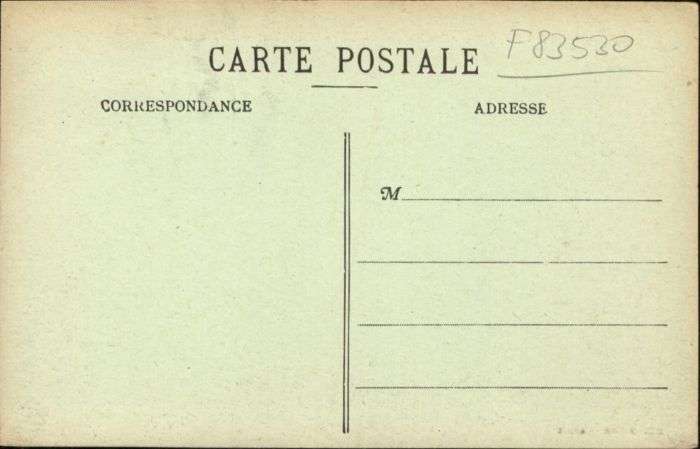 F83530
CARTE POSTALE
CORRESPONDANCE
ADRESSE
M